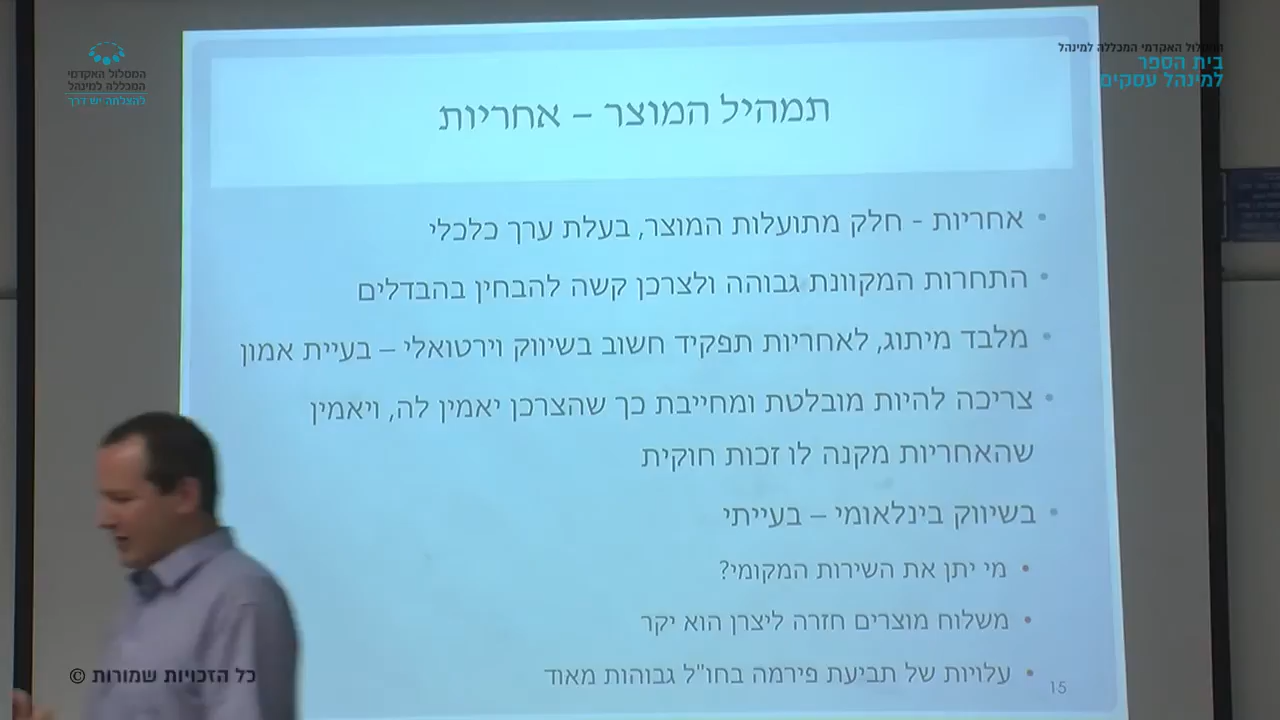 המסלול האקדמי
המכללה למינהל
להצלחה יש דרך
המסלול האקדמי המכללה למינהל
בית הספר
למינהל עסקים
תמהיל המוצר – אחריות
• אחריות - חלק מתועלות המוצר, בעלת ערך כלכלי
• התחרות המקוונת גבוהה ולצרכן קשה להבחין בהבדלים
• מלבד מיתוג, לאחריות תפקיד חשוב בשיווק וירטואלי – בעיית אמון
• צריכה להיות מובלטת ומחייבת כך שהצרכן יאמין לה, ויאמין
שהאחריות מקנה לו זכות חוקית
• בשיווק בינלאומי – בעייתי
• מי יתן את השירות המקומי?
• משלוח מוצרים חזרה ליצרן הוא יקר
• עלויות של תביעת פירמה בחו"ל גבוהות מאוד
15
כל הזכויות שמורות ©